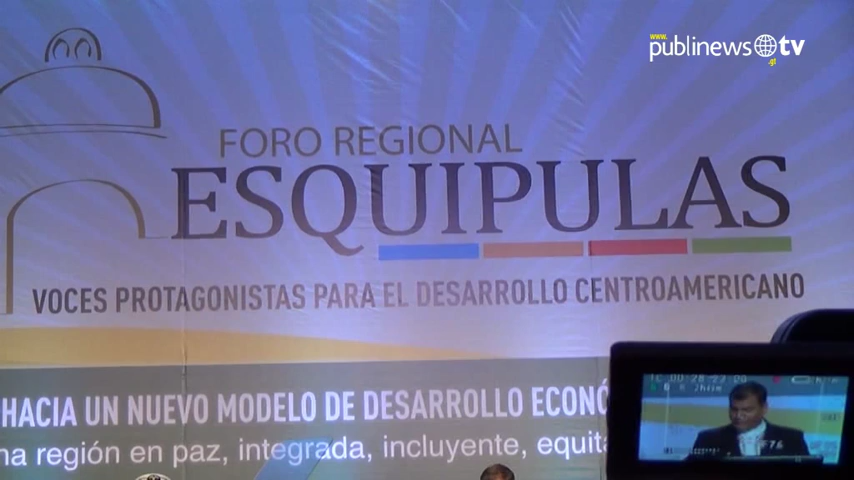 www.
publinews tv
.gt
FORO REGIONAL
ESQUIPULAS
VOCES PROTAGONISTAS PARA EL DESARROLLO CENTROAMERICANO
HACIA UN NUEVO MODELO DE DESARROLLO ECONÓ
na región en paz, integrada, incluyente, equita